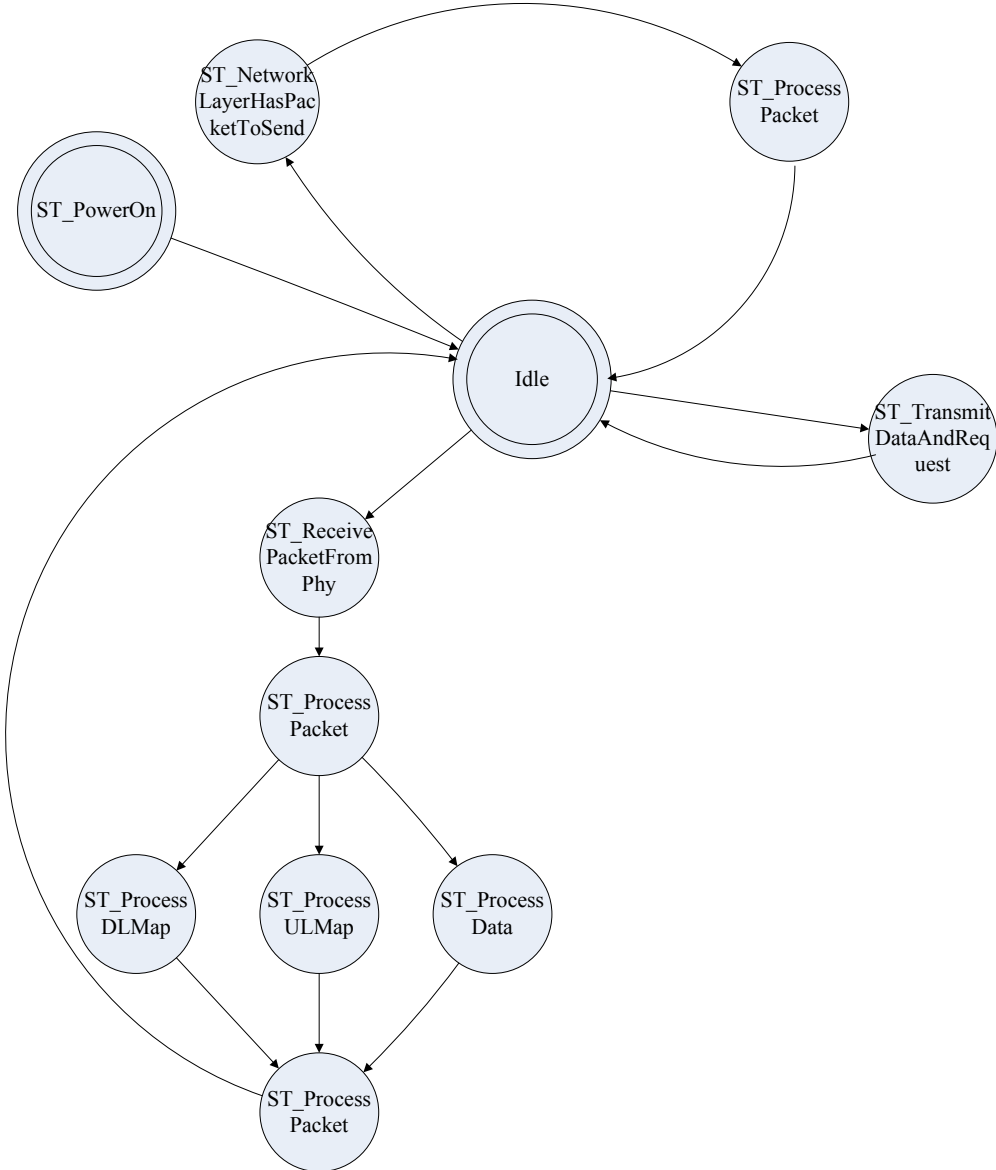 ST_Network
LayerHasPac
ketToSend
ST_Process
Packet
ST_PowerOn
Idle
ST_Transmit
DataAndReq
uest
ST_Receive
PacketFrom
Phy
ST_Process
Packet
ST_Process
DLMap
ST_Process
ULMap
ST_Process
Data
ST_Process
Packet